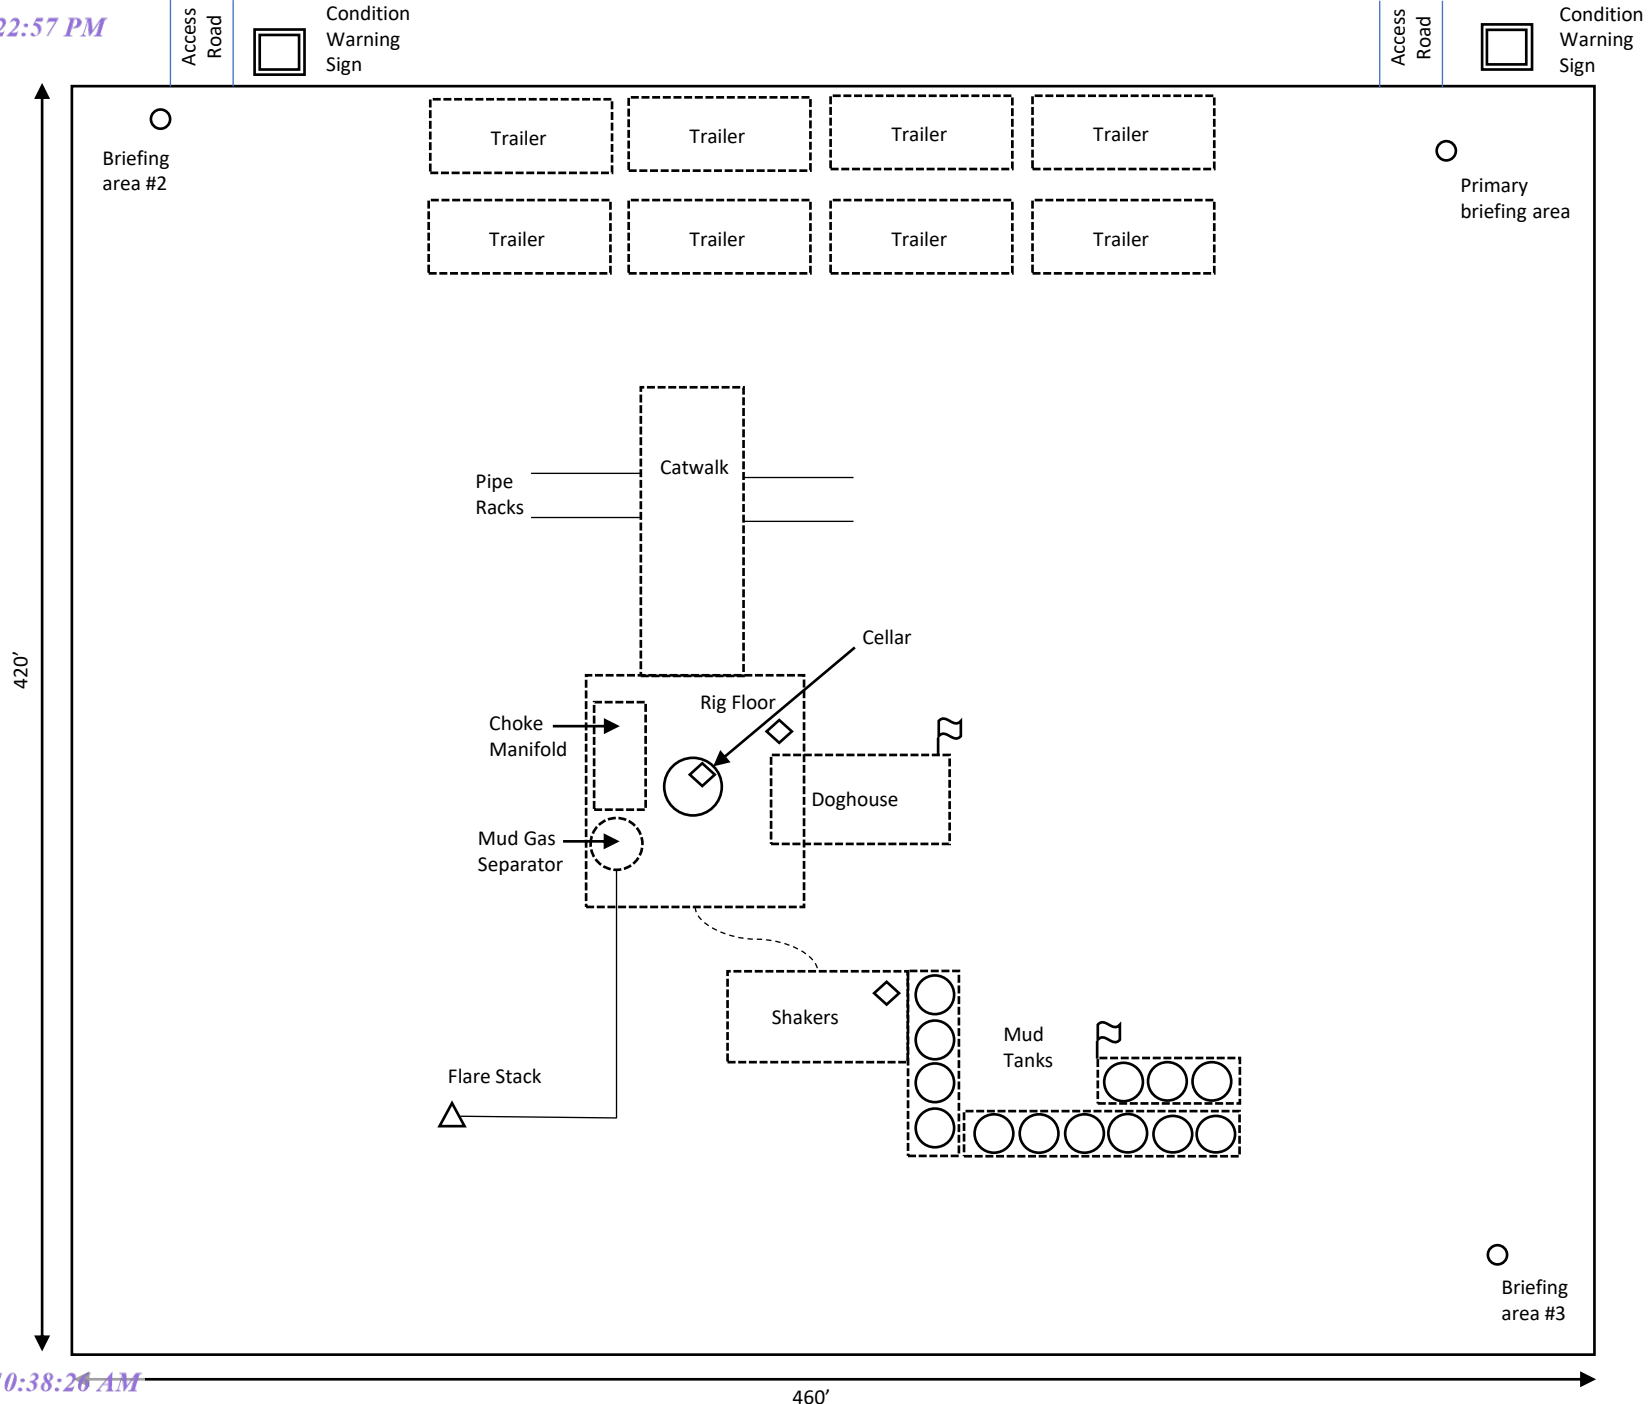 22:57 PM
Access
Road
Condition
Warning
Sign
Access
Road
Condition
Warning
Sign
Briefing
area #2
Trailer
Trailer
Trailer
Trailer
Primary
briefing area
Trailer
Trailer
Trailer
Trailer
Catwalk
Pipe
Racks
Cellar
420’
Rig Floor
Choke
Manifold
Doghouse
Mud Gas
Separator
Shakers
Mud
Tanks
Flare Stack
Briefing
area #3
0:38:26 AM
460’